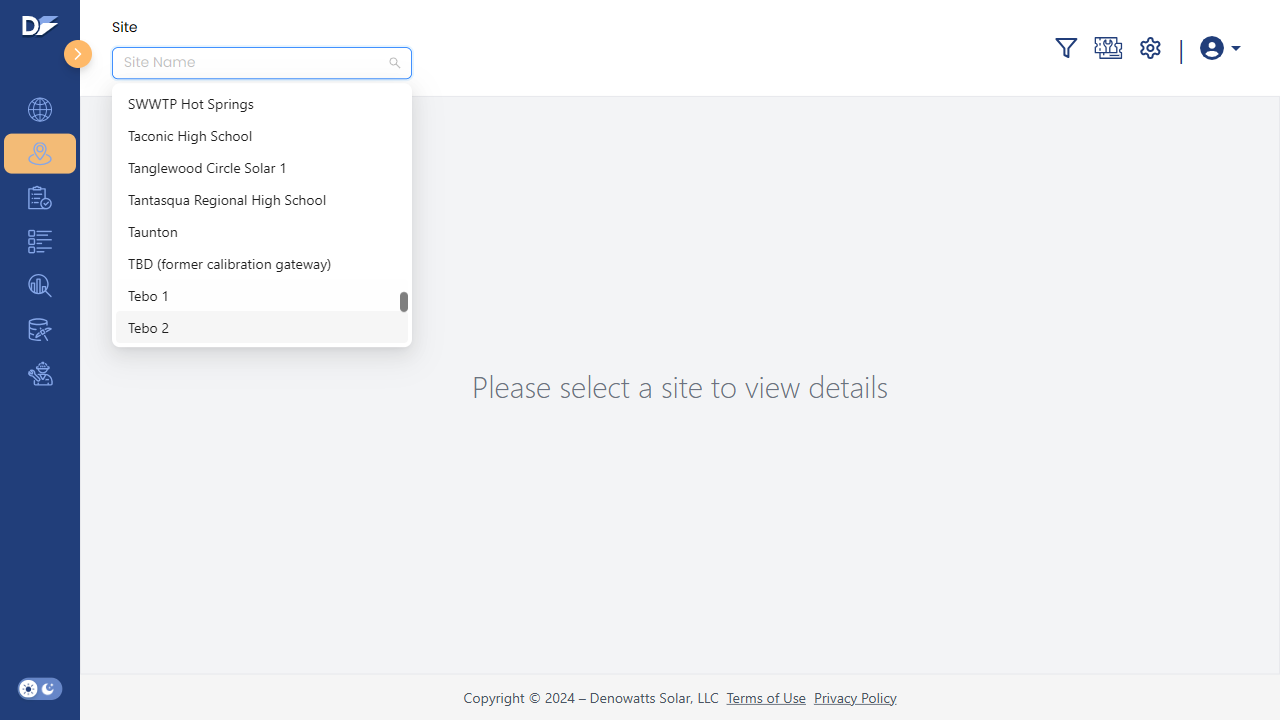 Site
Site Name
SWWTP Hot Springs
Taconic High School
Tanglewood Circle Solar 1
Tantasqua Regional High School
Taunton
TBD (former calibration gateway)
Tebo 1
Tebo 2
Please select a site to view details
Copyright © 2024 – Denowatts Solar, LLC Terms of Use Privacy Policy